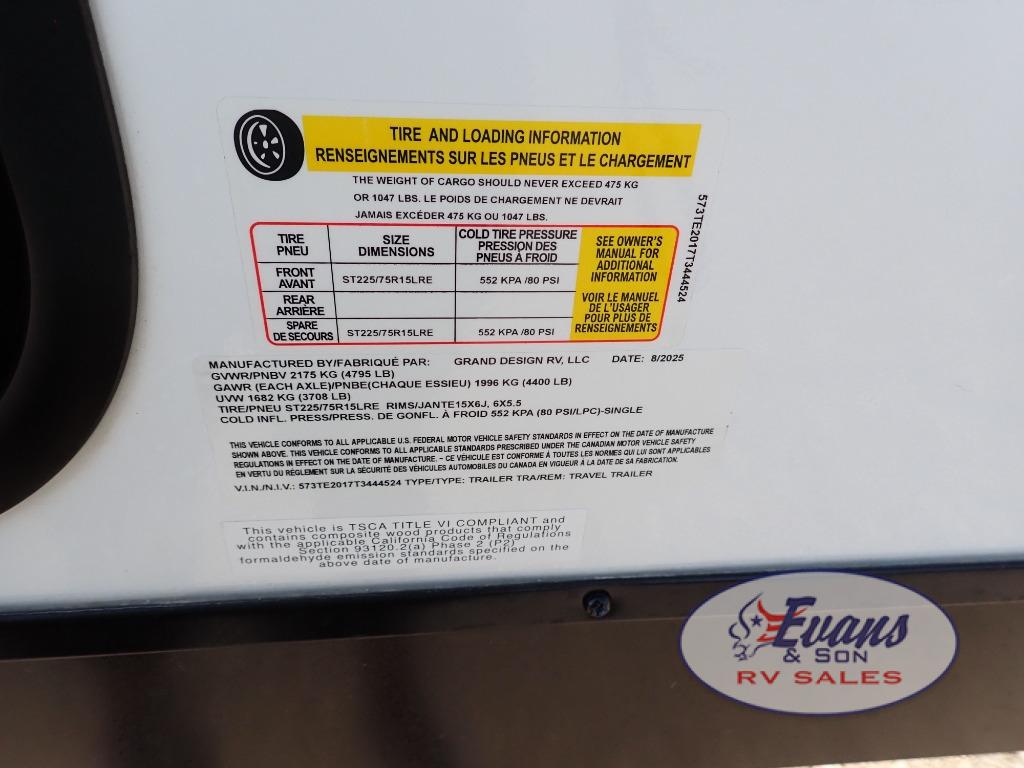 TIRE AND LOADING INFORMATION
RENSEIGNEMENTS SUR LES PNEUS ET LE CHARGEMENT
THE WEIGHT OF CARGO SHOULD NEVER EXCEED 475 KG
OR 1047 LBS. LE POIDS DE CHARGEMENT NE DEVRAIT
JAMAIS EXCÉDER 475 KG OU 1047 LBS.
TIRE
PNEU
SIZE
DIMENSIONS
COLD TIRE PRESSURE
PRESSION DES
PNEUS À FROID
FRONT
AVANT
ST225/75R15LRE
552 KPA /80 PSI
REAR
ARRIÈRE
SPARE
DE SECOURS
ST225/75R15LRE
552 KPA /80 PSI
SEE OWNER'S
MANUAL FOR
ADDITIONAL
INFORMATION
VOIR LE MANUEL
DE L'USAGER
POUR PLUS DE
RENSEIGNEMENTS
573TE2017T3444524
MANUFACTURED BY/FABRIQUÉ PAR: GRAND DESIGN RV, LLC DATE: 8/2025
GVWR/PNBV 2175 KG (4795 LB)
GAWR (EACH AXLE)/PNBE(CHAQUE ESSIEU) 1996 KG (4400 LB)
UVW 1682 KG (3708 LB)
TIRE/PNEU ST225/75R15LRE RIMS/JANTE15X6J, 6X5.5
COLD INFL. PRESS/PRESS. DE GONFL. À FROID 552 KPA (80 PSI/LPC)-SINGLE
THIS VEHICLE CONFORMS TO ALL APPLICABLE U.S. FEDERAL MOTOR VEHICLE SAFETY STANDARDS IN EFFECT ON THE DATE OF MANUFACTURE
SHOWN ABOVE. THIS VEHICLE CONFORMS TO ALL APPLICABLE STANDARDS PRESCRIBED UNDER THE CANADIAN MOTOR VEHICLE SAFETY
REGULATIONS IN EFFECT ON THE DATE OF MANUFACTURE. – CE VÉHICULE EST CONFORME À TOUTES LES NORMES QUI LUI SONT APPLICABLES
EN VERTU DU RÈGLEMENT SUR LA SÉCURITÉ DES VÉHICULES AUTOMOBILES DU CANADA EN VIGUEUR À LA DATE DE SA FABRICATION.
V.I.N./N.I.V.: 573TE2017T3444524 TYPE/TYPE: TRAILER TRA/REM: TRAVEL TRAILER
This vehicle is TSCA TITLE VI COMPLIANT and
contains composite wood products that comply
with the applicable California Code of Regulations
Section 93120.2(a) Phase 2 (P2)
formaldehyde emission standards specified on the
above date of manufacture.
Evans
& SON
RV SALES